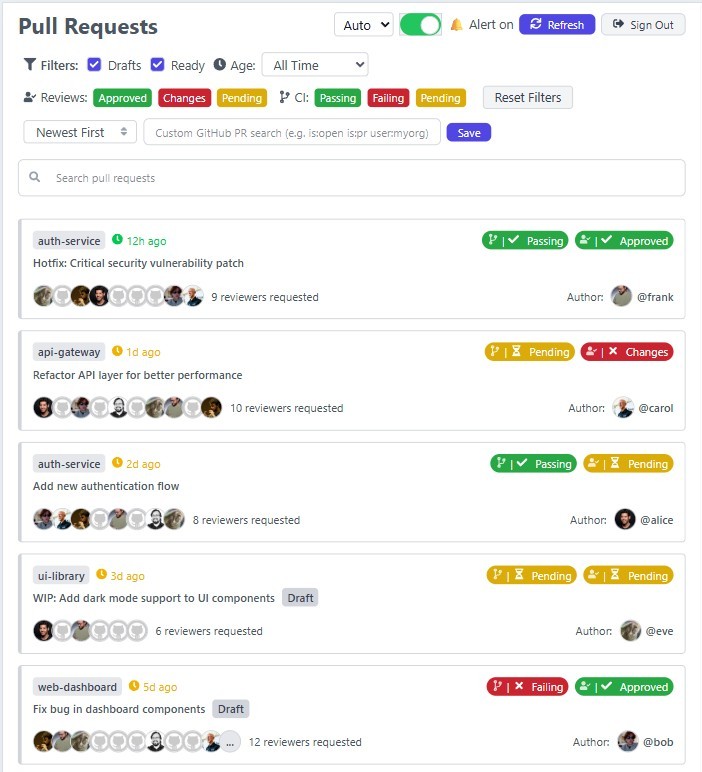 Pull Requests Auto Alert on Refresh Sign Out
Filters: Drafts Ready Age: All Time
Reviews: Approved Changes Pending CI: Passing Failing Pending Reset Filters
Newest First Custom GitHub PR search (e.g. is:open is:pr user:myorg) Save
Search pull requests
auth-service 12h ago | Passing | Approved
Hotfix: Critical security vulnerability patch
9 reviewers requested Author: @frank
api-gateway 1d ago | Pending | Changes
Refactor API layer for better performance
10 reviewers requested Author: @carol
auth-service 2d ago | Passing | Pending
Add new authentication flow
8 reviewers requested Author: @alice
ui-library 3d ago | Pending | Pending
WIP: Add dark mode support to UI components Draft
6 reviewers requested Author: @eve
web-dashboard 5d ago | Failing | Approved
Fix bug in dashboard components Draft
... 12 reviewers requested Author: @bob